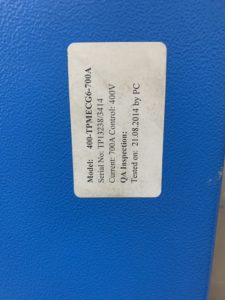 Model: 400-TPMECG6-700A
Serial No: TP13238/3414
Current: 700A Control: 400V
QA Inspection:
Tested on: 21.08.2014 by PC